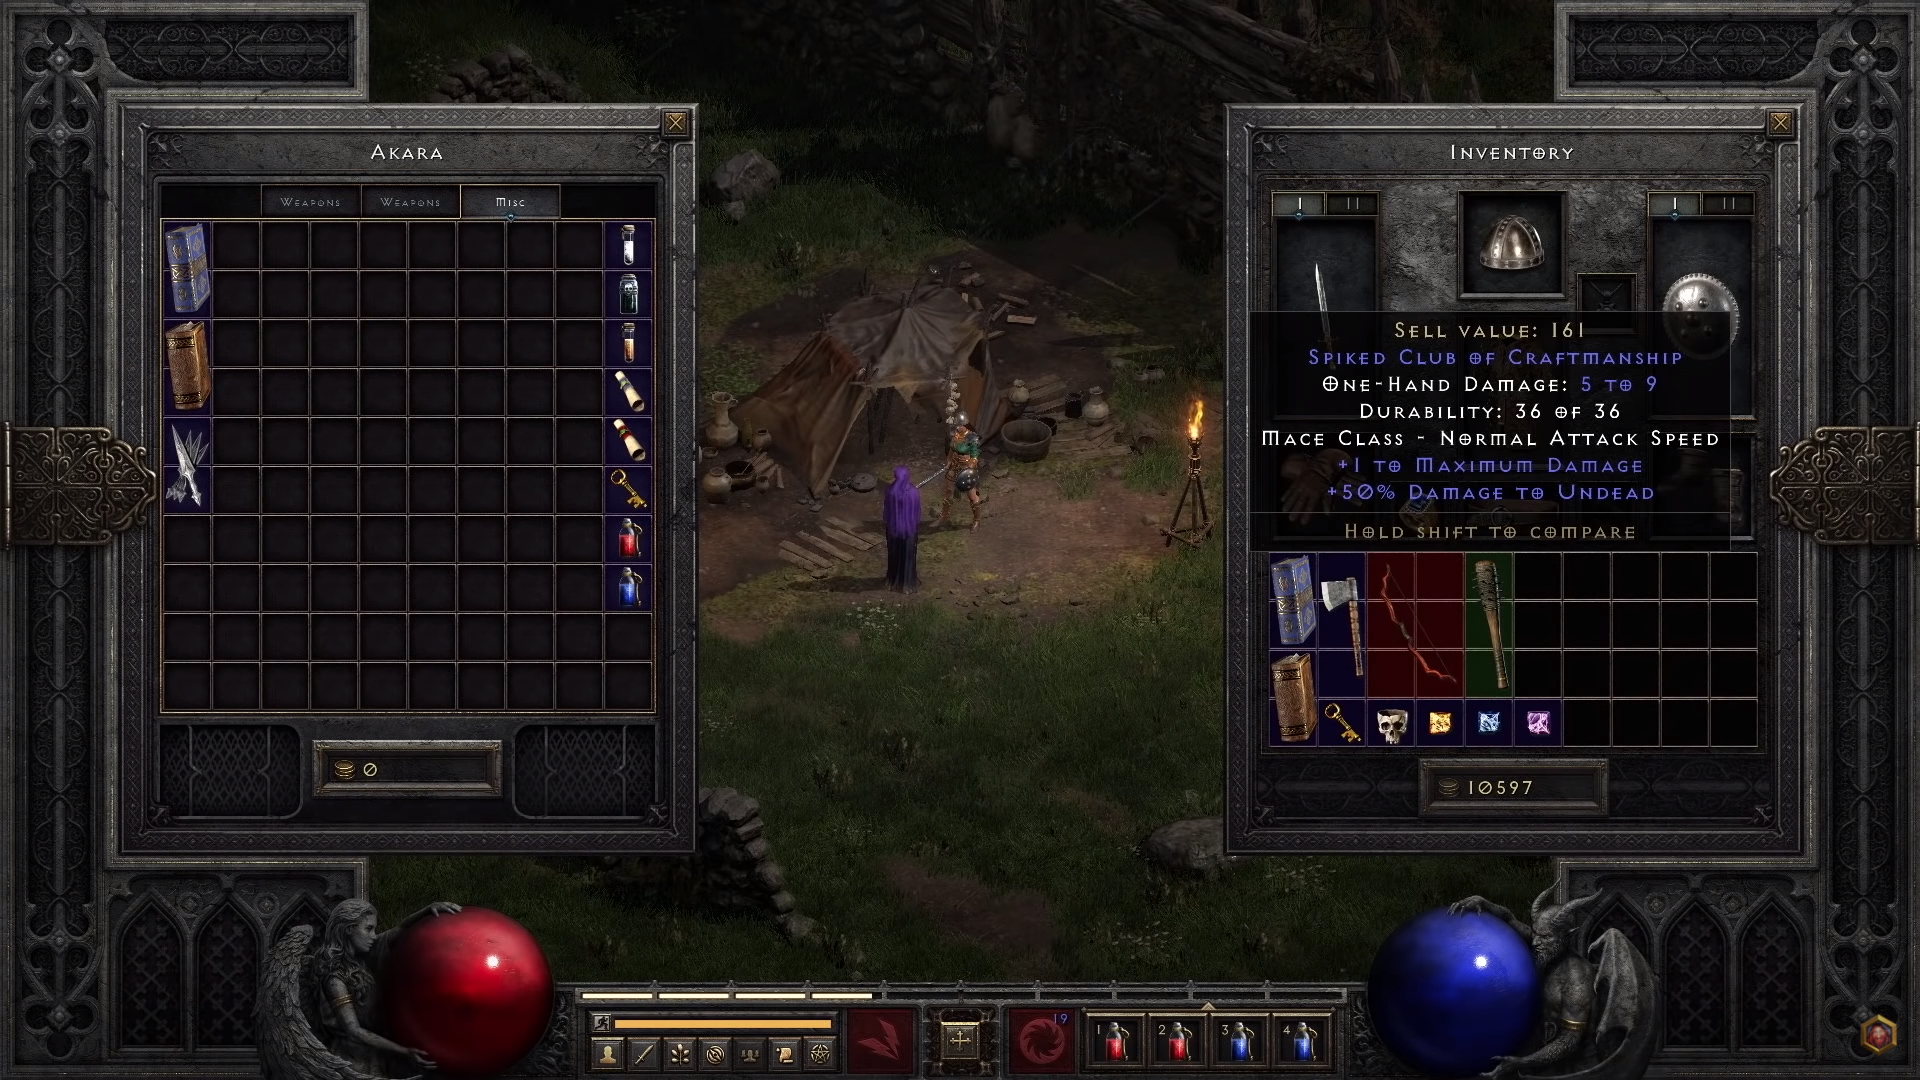 Akara
Weapons
Weapons
Misc
0
Inventory
I
II
I
II
Sell value: 161
Spiked Club of Craftmanship
One-Hand Damage: 5 to 9
Durability: 36 of 36
Mace Class - Normal Attack Speed
+1 to Maximum Damage
+50% Damage to Undead
Hold Shift to Compare
10597
19
1
2
3
4